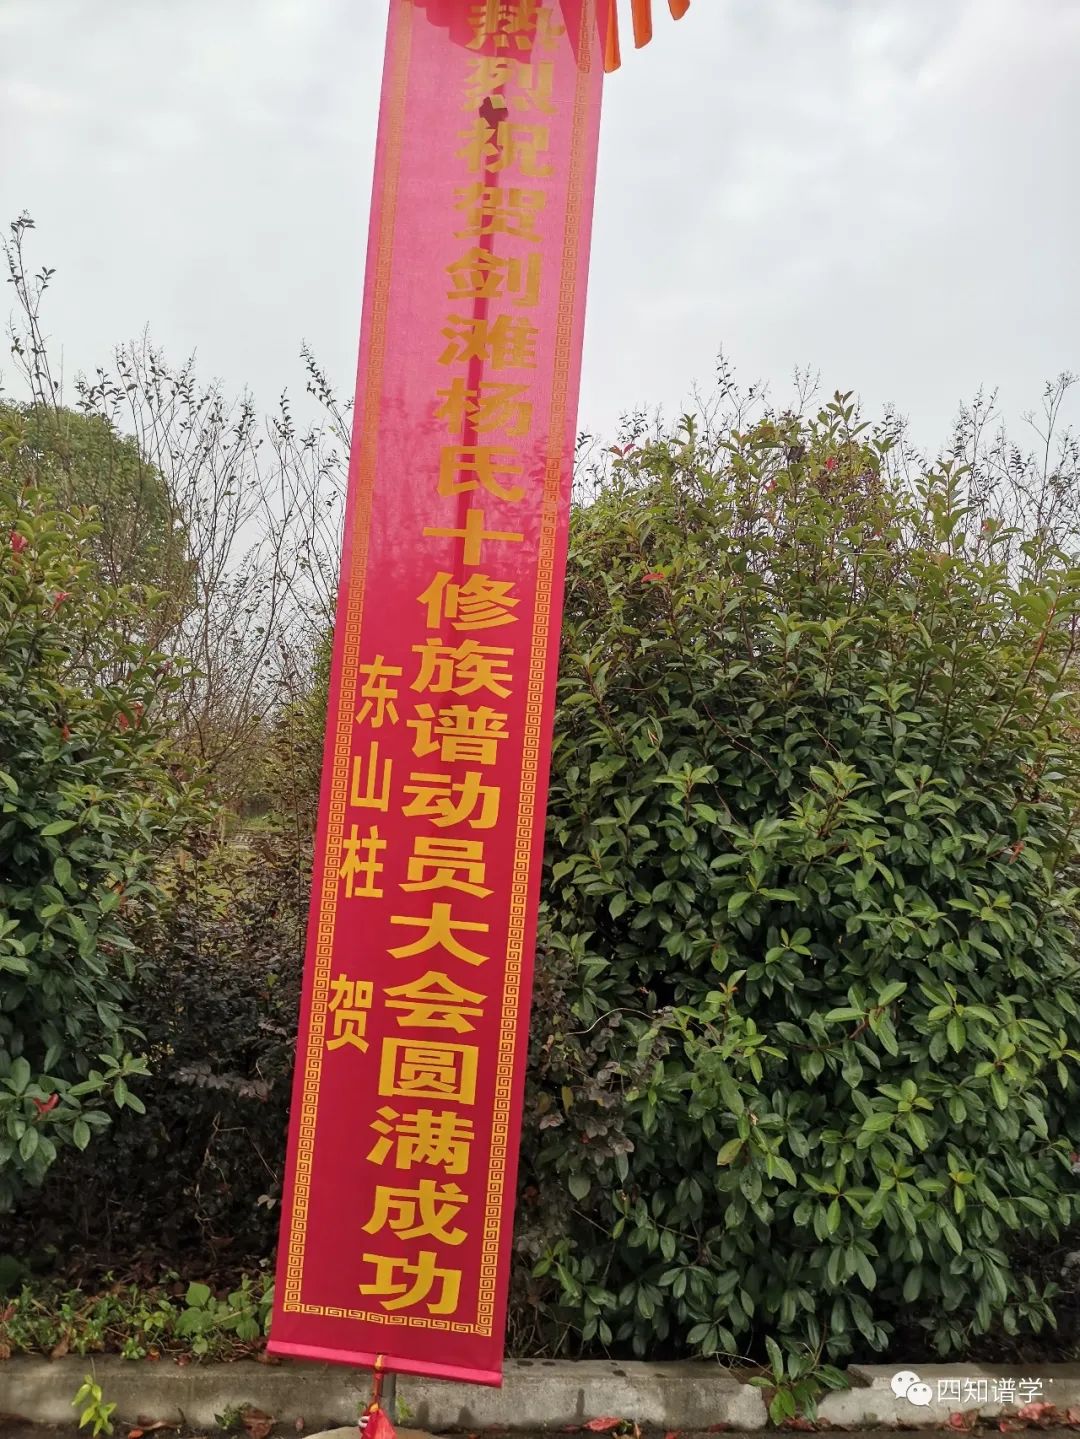 热烈祝贺剑滩杨氏十修族谱动员大会圆满成功
东山柱 贺
四知谱学